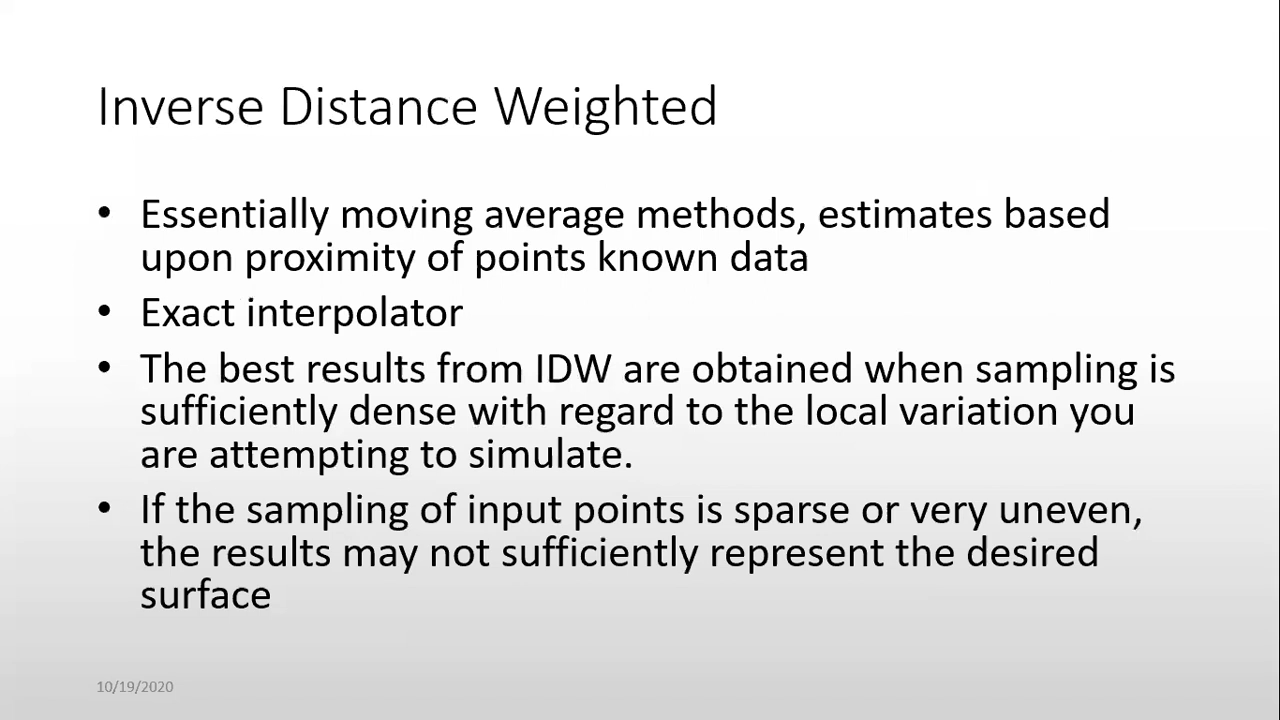 Inverse Distance Weighted
• Essentially moving average methods, estimates based
upon proximity of points known data
• Exact interpolator
• The best results from IDW are obtained when sampling is
sufficiently dense with regard to the local variation you
are attempting to simulate.
• If the sampling of input points is sparse or very uneven,
the results may not sufficiently represent the desired
surface
10/19/2020